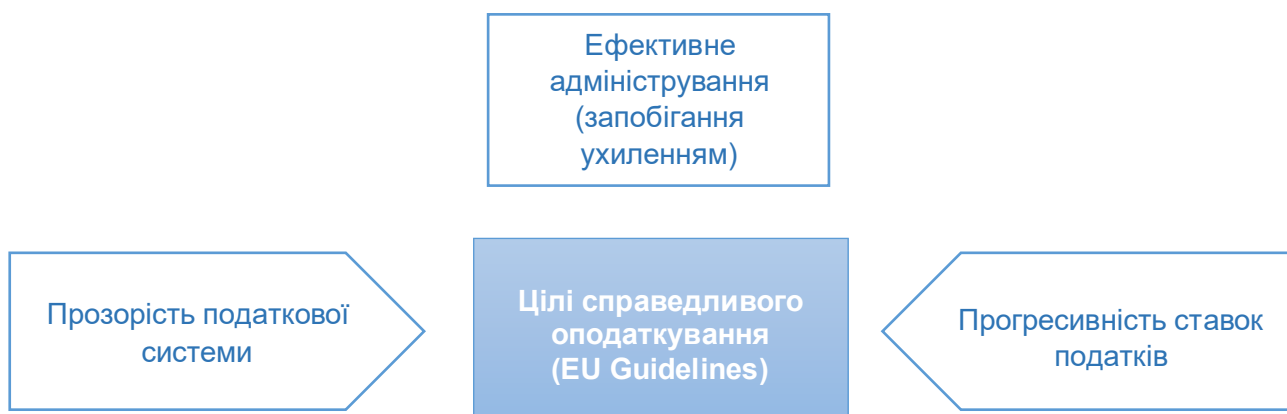 Ефективне
адміністрування
(запобігання
ухиленням)
Прозорість податкової
системи
Цілі справедливого
оподаткування
(EU Guidelines)
Прогресивність ставок
податків